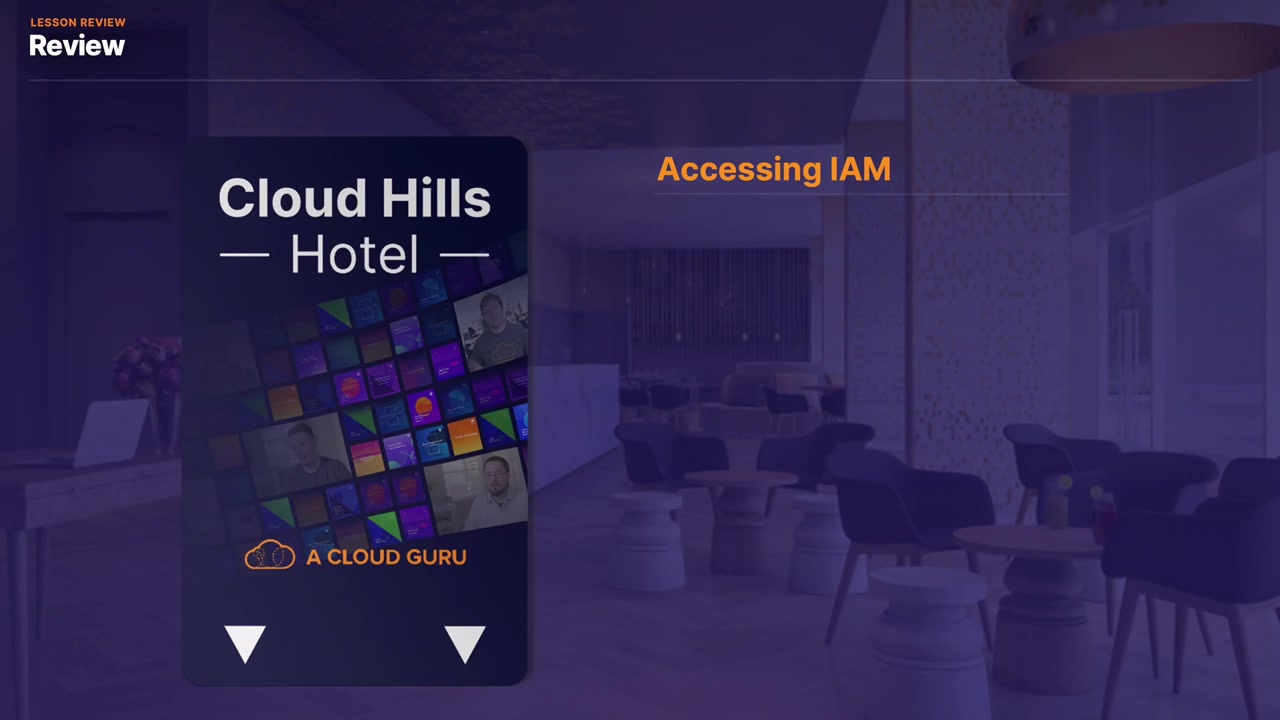 LESSON REVIEW
Review
Accessing IAM
Cloud Hills
Hotel
A CLOUD GURU